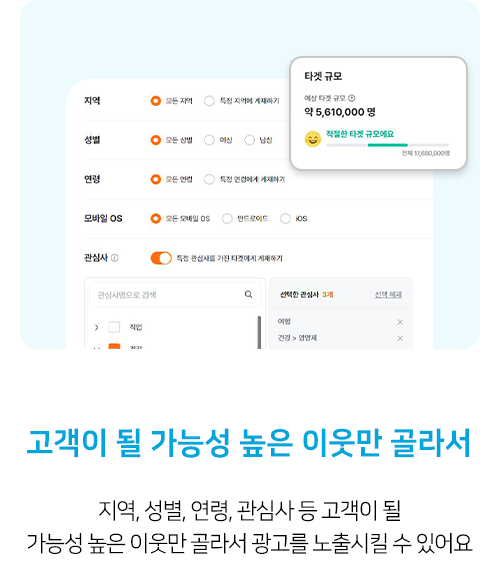 타겟 규모
예상 타겟 규모
약 5,610,000 명
적절한 타겟 규모에요
전체 17,680,000명
지역 모든 지역 특정 지역에 게재하기
성별 모든 성별 여성 남성
연령 모든 연령 특정 연령에게 게재하기
모바일 OS 모든 모바일 OS 안드로이드 iOS
관심사 특정 관심사를 가진 타겟에게 게재하기
관심사명으로 검색
직업
건강
선택한 관심사 3개 선택 해제
여행
건강 > 영양제
고객이 될 가능성 높은 이웃만 골라서
지역, 성별, 연령, 관심사 등 고객이 될
가능성 높은 이웃만 골라서 광고를 노출시킬 수 있어요